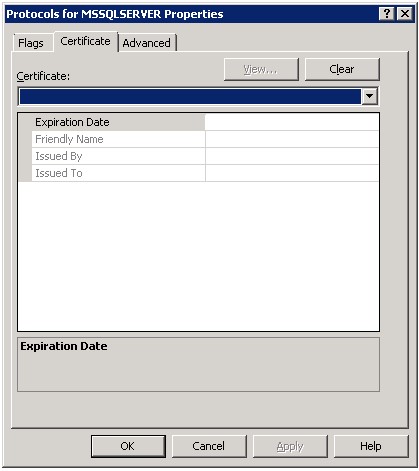 Protocols for MSSQLSERVER Properties
Flags Certificate Advanced
View... Clear
Certificate:
Expiration Date
Friendly Name
Issued By
Issued To
Expiration Date
OK Cancel Apply Help